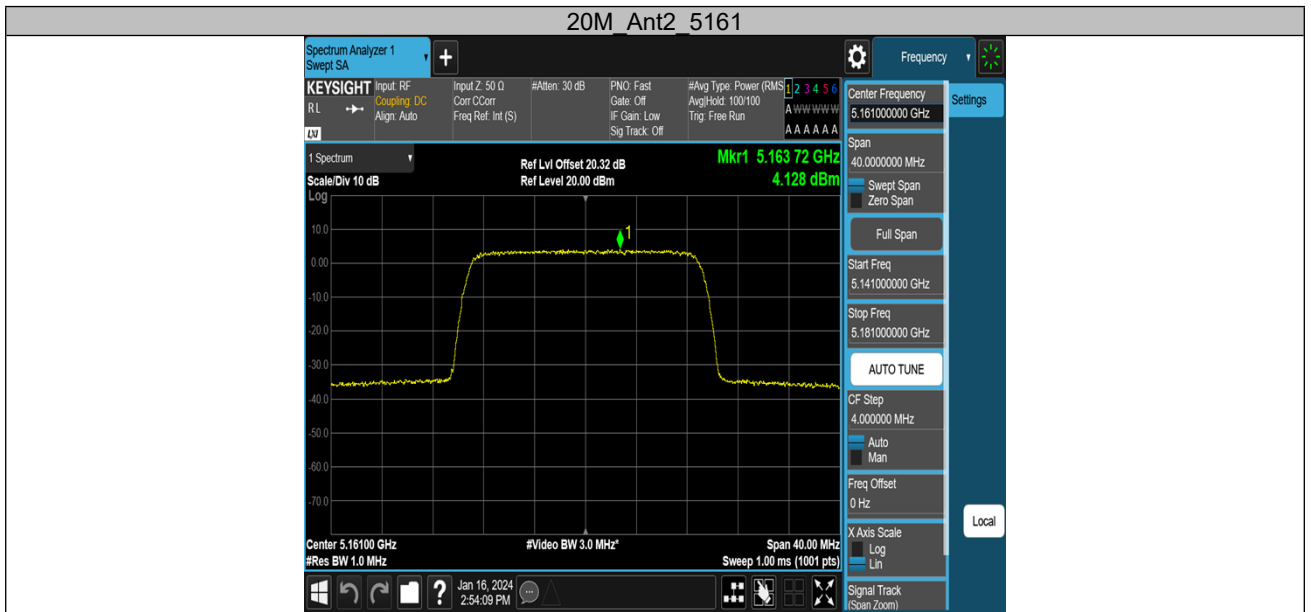 20M_Ant2_5161
Spectrum Analyzer 1
Swept SA
+
Frequency
KEYSIGHT
RL
LXI
Input: RF
Coupling: DC
Align: Auto
Input Z: 50 Ω
Corr CCorr
Freq Ref: Int (S)
#Atten: 30 dB
PNO: Fast
Gate: Off
IF Gain: Low
Sig Track: Off
#Avg Type: Power (RMS
Avg|Hold: 100/100
Trig: Free Run
1 2 3 4 5 6
A W W W W W
A A A A A A
1 Spectrum
Scale/Div 10 dB
Log
Ref Lvl Offset 20.32 dB
Ref Level 20.00 dBm
Mkr1 5.163 72 GHz
4.128 dBm
1
10.0
0.00
-10.0
-20.0
-30.0
-40.0
-50.0
-60.0
-70.0
Center 5.16100 GHz
#Res BW 1.0 MHz
#Video BW 3.0 MHz*
Span 40.00 MHz
Sweep 1.00 ms (1001 pts)
Center Frequency
5.161000000 GHz
Span
40.0000000 MHz
Swept Span
Zero Span
Full Span
Start Freq
5.141000000 GHz
Stop Freq
5.181000000 GHz
AUTO TUNE
CF Step
4.000000 MHz
Auto
Man
Freq Offset
0 Hz
X Axis Scale
Log
Lin
Signal Track
(Span Zoom)
Settings
Local
?
Jan 16, 2024
2:54:09 PM